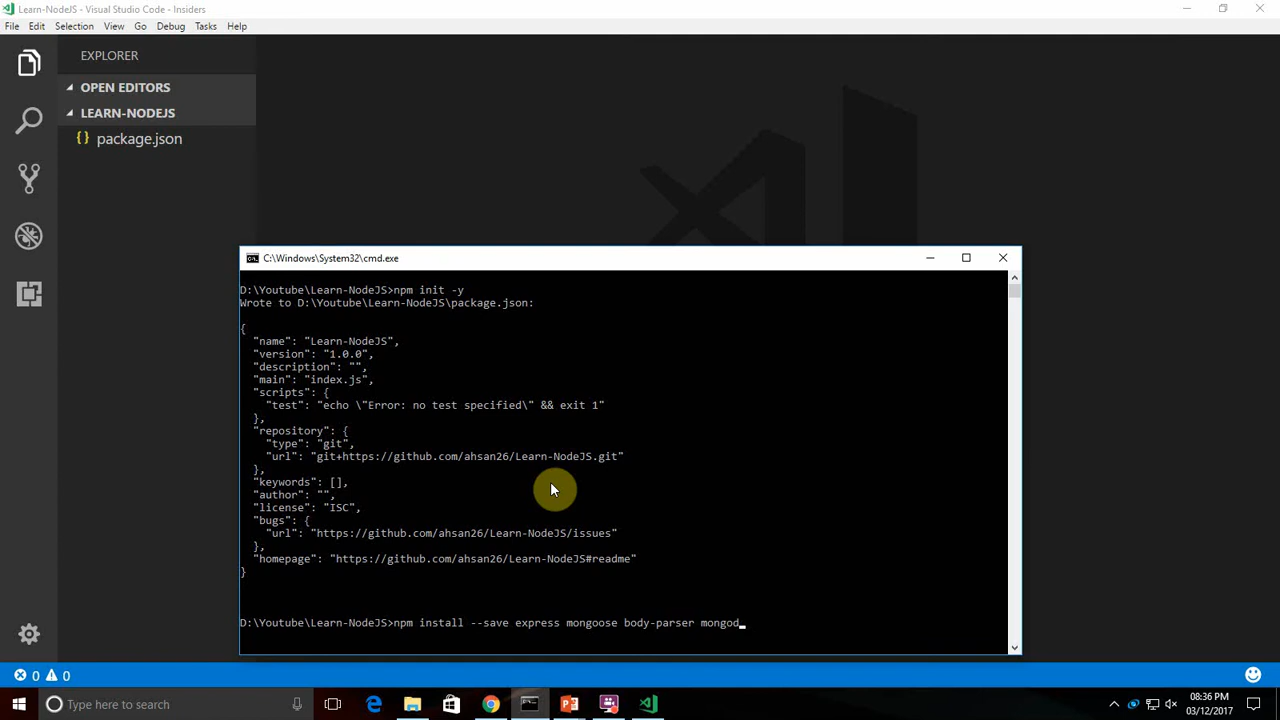 Learn-NodeJS - Visual Studio Code - Insiders
File Edit Selection View Go Debug Tasks Help
EXPLORER
OPEN EDITORS
LEARN-NODEJS
{} package.json
C:\Windows\System32\cmd.exe
D:\Youtube\Learn-NodeJS>npm init -y
Wrote to D:\Youtube\Learn-NodeJS\package.json:
{
"name": "Learn-NodeJS",
"version": "1.0.0",
"description": "",
"main": "index.js",
"scripts": {
"test": "echo \"Error: no test specified\" && exit 1"
},
"repository": {
"type": "git",
"url": "git+https://github.com/ahsan26/Learn-NodeJS.git"
},
"keywords": [],
"author": "",
"license": "ISC",
"bugs": {
"url": "https://github.com/ahsan26/Learn-NodeJS/issues"
},
"homepage": "https://github.com/ahsan26/Learn-NodeJS#readme"
}
D:\Youtube\Learn-NodeJS>npm install --save express mongoose body-parser mongod_
0 0
Type here to search
08:36 PM
03/12/2017